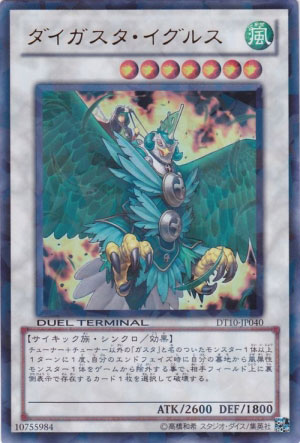 ダイガスタ・イグルス
風
DUEL TERMINAL
DT10-JP040
【サイキック族・シンクロ/効果】
チューナー+チューナー以外の「ガスタ」と名のついたモンスター1体以上
1ターンに1度、自分のエンドフェイズ時に自分の墓地から風属性
モンスター1体をゲームから除外する事で、相手フィールド上に裏
側表示で存在するカード1枚を選択して破壊する。
ATK/2600 DEF/1800
10755984
©高橋和希 スタジオ・ダイス/集英社